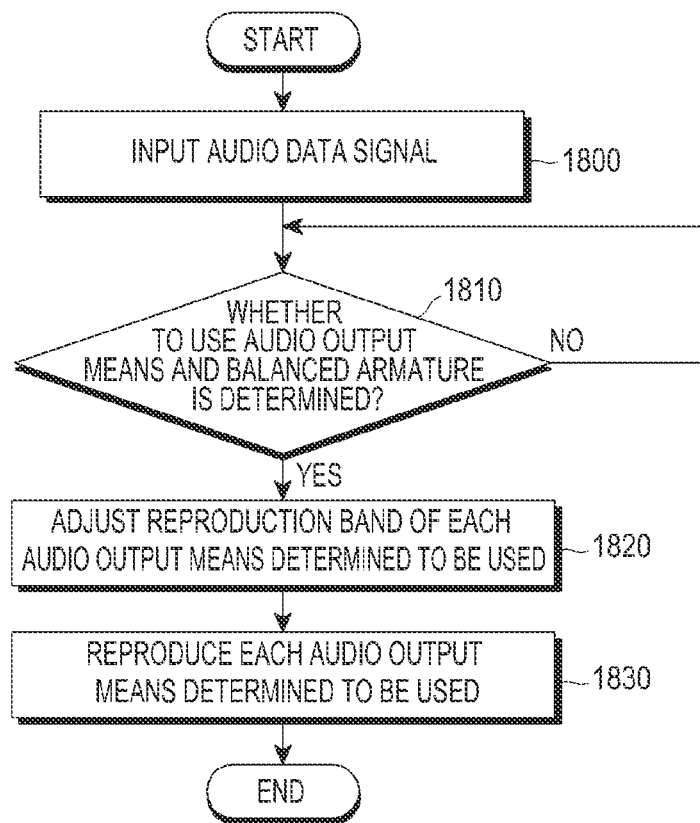 START
INPUT AUDIO DATA SIGNAL
1800
1810
WHETHER
TO USE AUDIO OUTPUT
MEANS AND BALANCED ARMATURE
IS DETERMINED?
NO
YES
ADJUST REPRODUCTION BAND OF EACH
AUDIO OUTPUT MEANS DETERMINED TO BE USED
1820
REPRODUCE EACH AUDIO OUTPUT
MEANS DETERMINED TO BE USED
1830
END